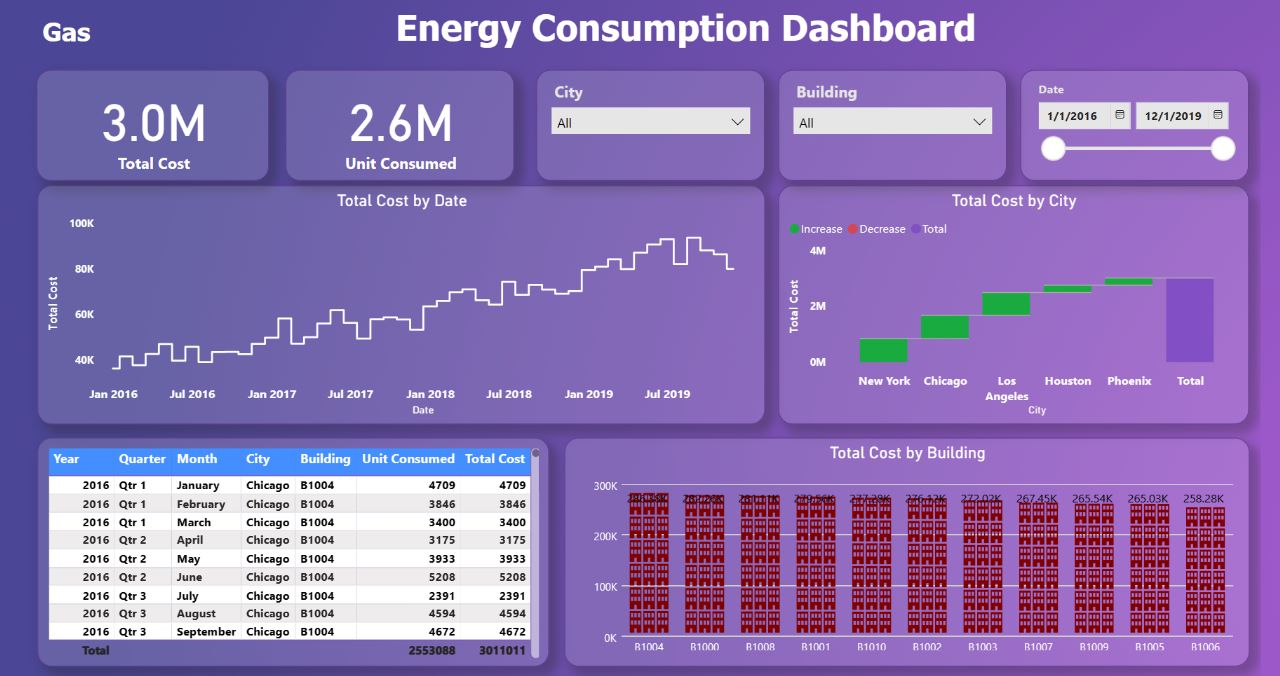 Gas
Energy Consumption Dashboard
3.0M
Total Cost
2.6M
Unit Consumed
City
All
Building
All
Date
1/1/2016
12/1/2019
Total Cost by Date
100K
80K
60K
40K
Total Cost
Jan 2016 Jul 2016 Jan 2017 Jul 2017 Jan 2018 Jul 2018 Jan 2019 Jul 2019
Date
Total Cost by City
Increase Decrease Total
4M
2M
0M
Total Cost
New York Chicago Los Angeles Houston Phoenix Total
City
Year Quarter Month City Building Unit Consumed Total Cost
2016 Qtr 1 January Chicago B1004 4709 4709
2016 Qtr 1 February Chicago B1004 3846 3846
2016 Qtr 1 March Chicago B1004 3400 3400
2016 Qtr 2 April Chicago B1004 3175 3175
2016 Qtr 2 May Chicago B1004 3933 3933
2016 Qtr 2 June Chicago B1004 5208 5208
2016 Qtr 3 July Chicago B1004 2391 2391
2016 Qtr 3 August Chicago B1004 4594 4594
2016 Qtr 3 September Chicago B1004 4672 4672
Total 2553088 3011011
Total Cost by Building
300K
200K
100K
0K
272.02K 267.45K 265.54K 265.03K 258.28K
B1004 B1000 B1008 B1001 B1010 B1002 B1003 B1007 B1009 B1005 B1006